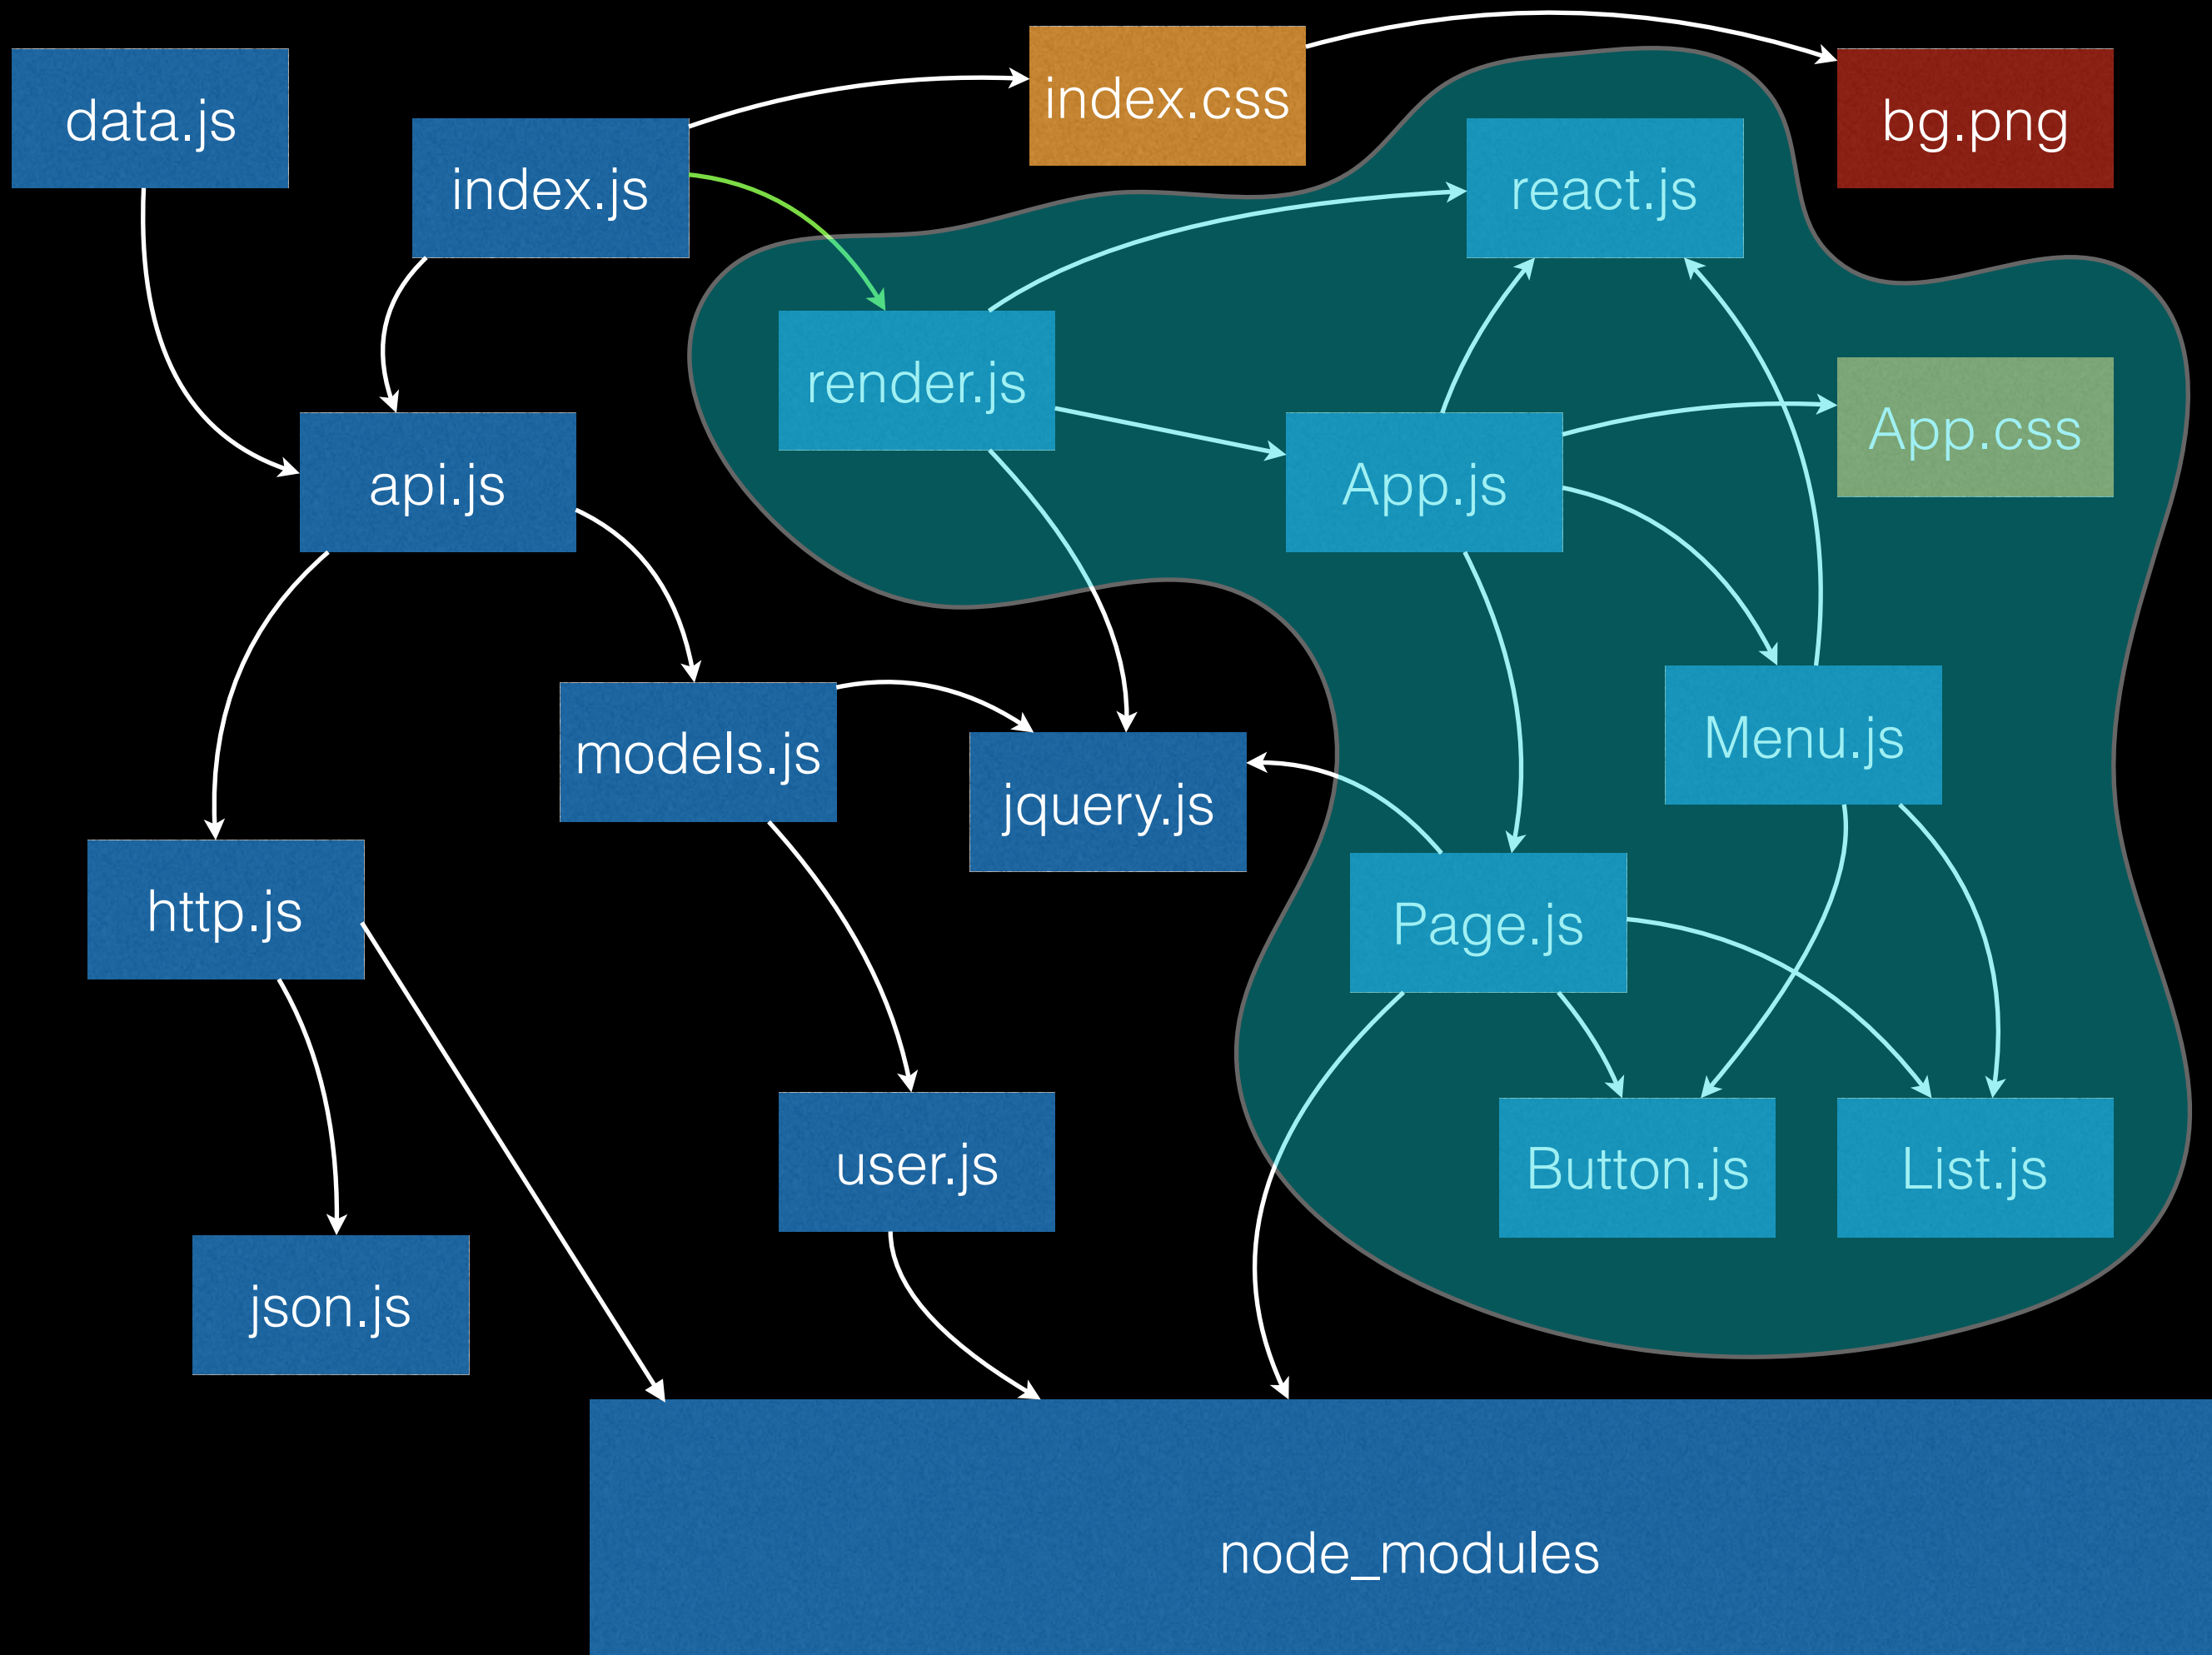 data.js
index.js
index.css
bg.png
react.js
render.js
App.js
App.css
api.js
models.js
jquery.js
Menu.js
http.js
Page.js
user.js
Button.js
List.js
json.js
node_modules